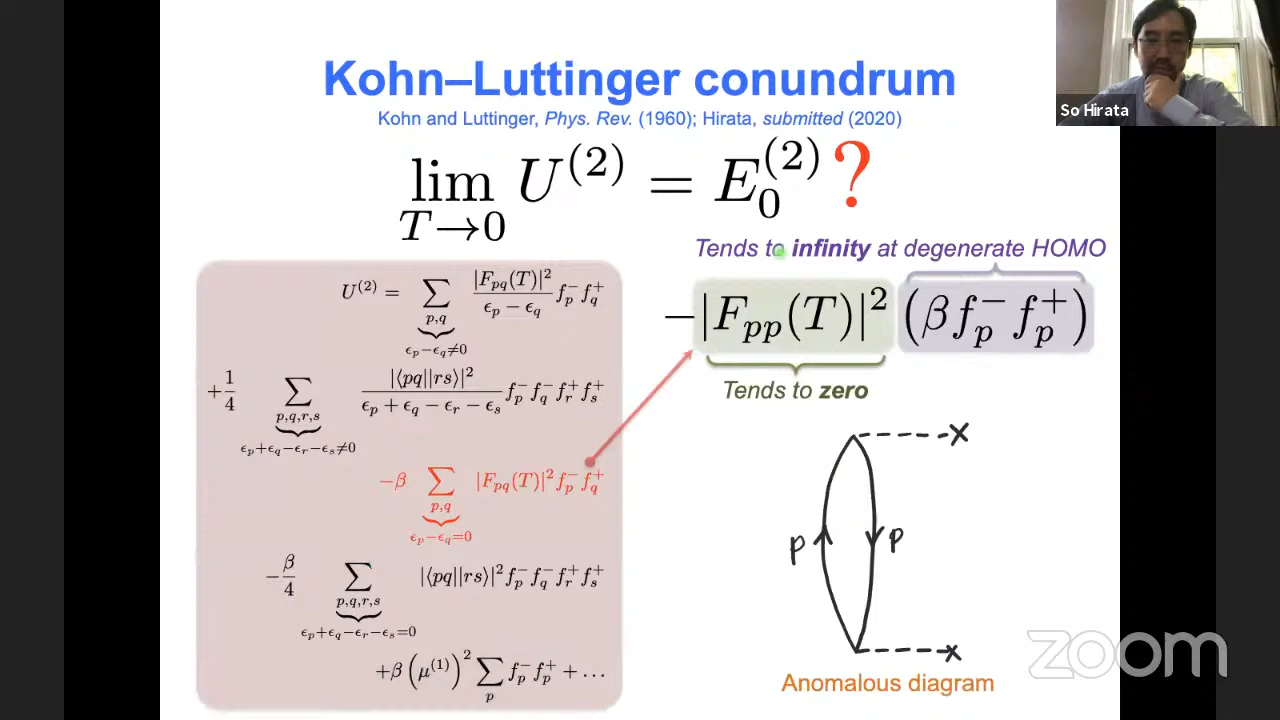 Kohn–Luttinger conundrum
Kohn and Luttinger, Phys. Rev. (1960); Hirata, submitted (2020)
lim T→0 U^(2) = E_0^(2) ?
Tends to infinity at degenerate HOMO
−|F_pp(T)|² (β f_p^− f_p^+)
Tends to zero
U^(2) = ∑_{p,q; ϵ_p−ϵ_q≠0} |F_pq(T)|² / (ϵ_p − ϵ_q) f_p^− f_q^+
+ 1/4 ∑_{p,q,r,s; ϵ_p+ϵ_q−ϵ_r−ϵ_s≠0} |⟨pq||rs⟩|² / (ϵ_p + ϵ_q − ϵ_r − ϵ_s) f_p^− f_q^− f_r^+ f_s^+
−β ∑_{p,q; ϵ_p−ϵ_q=0} |F_pq(T)|² f_p^− f_q^+
− β/4 ∑_{p,q,r,s; ϵ_p+ϵ_q−ϵ_r−ϵ_s=0} |⟨pq||rs⟩|² f_p^− f_q^− f_r^+ f_s^+
+β (μ^(1))² ∑_p f_p^− f_p^+ + …
p p
Anomalous diagram
So Hirata
zoom